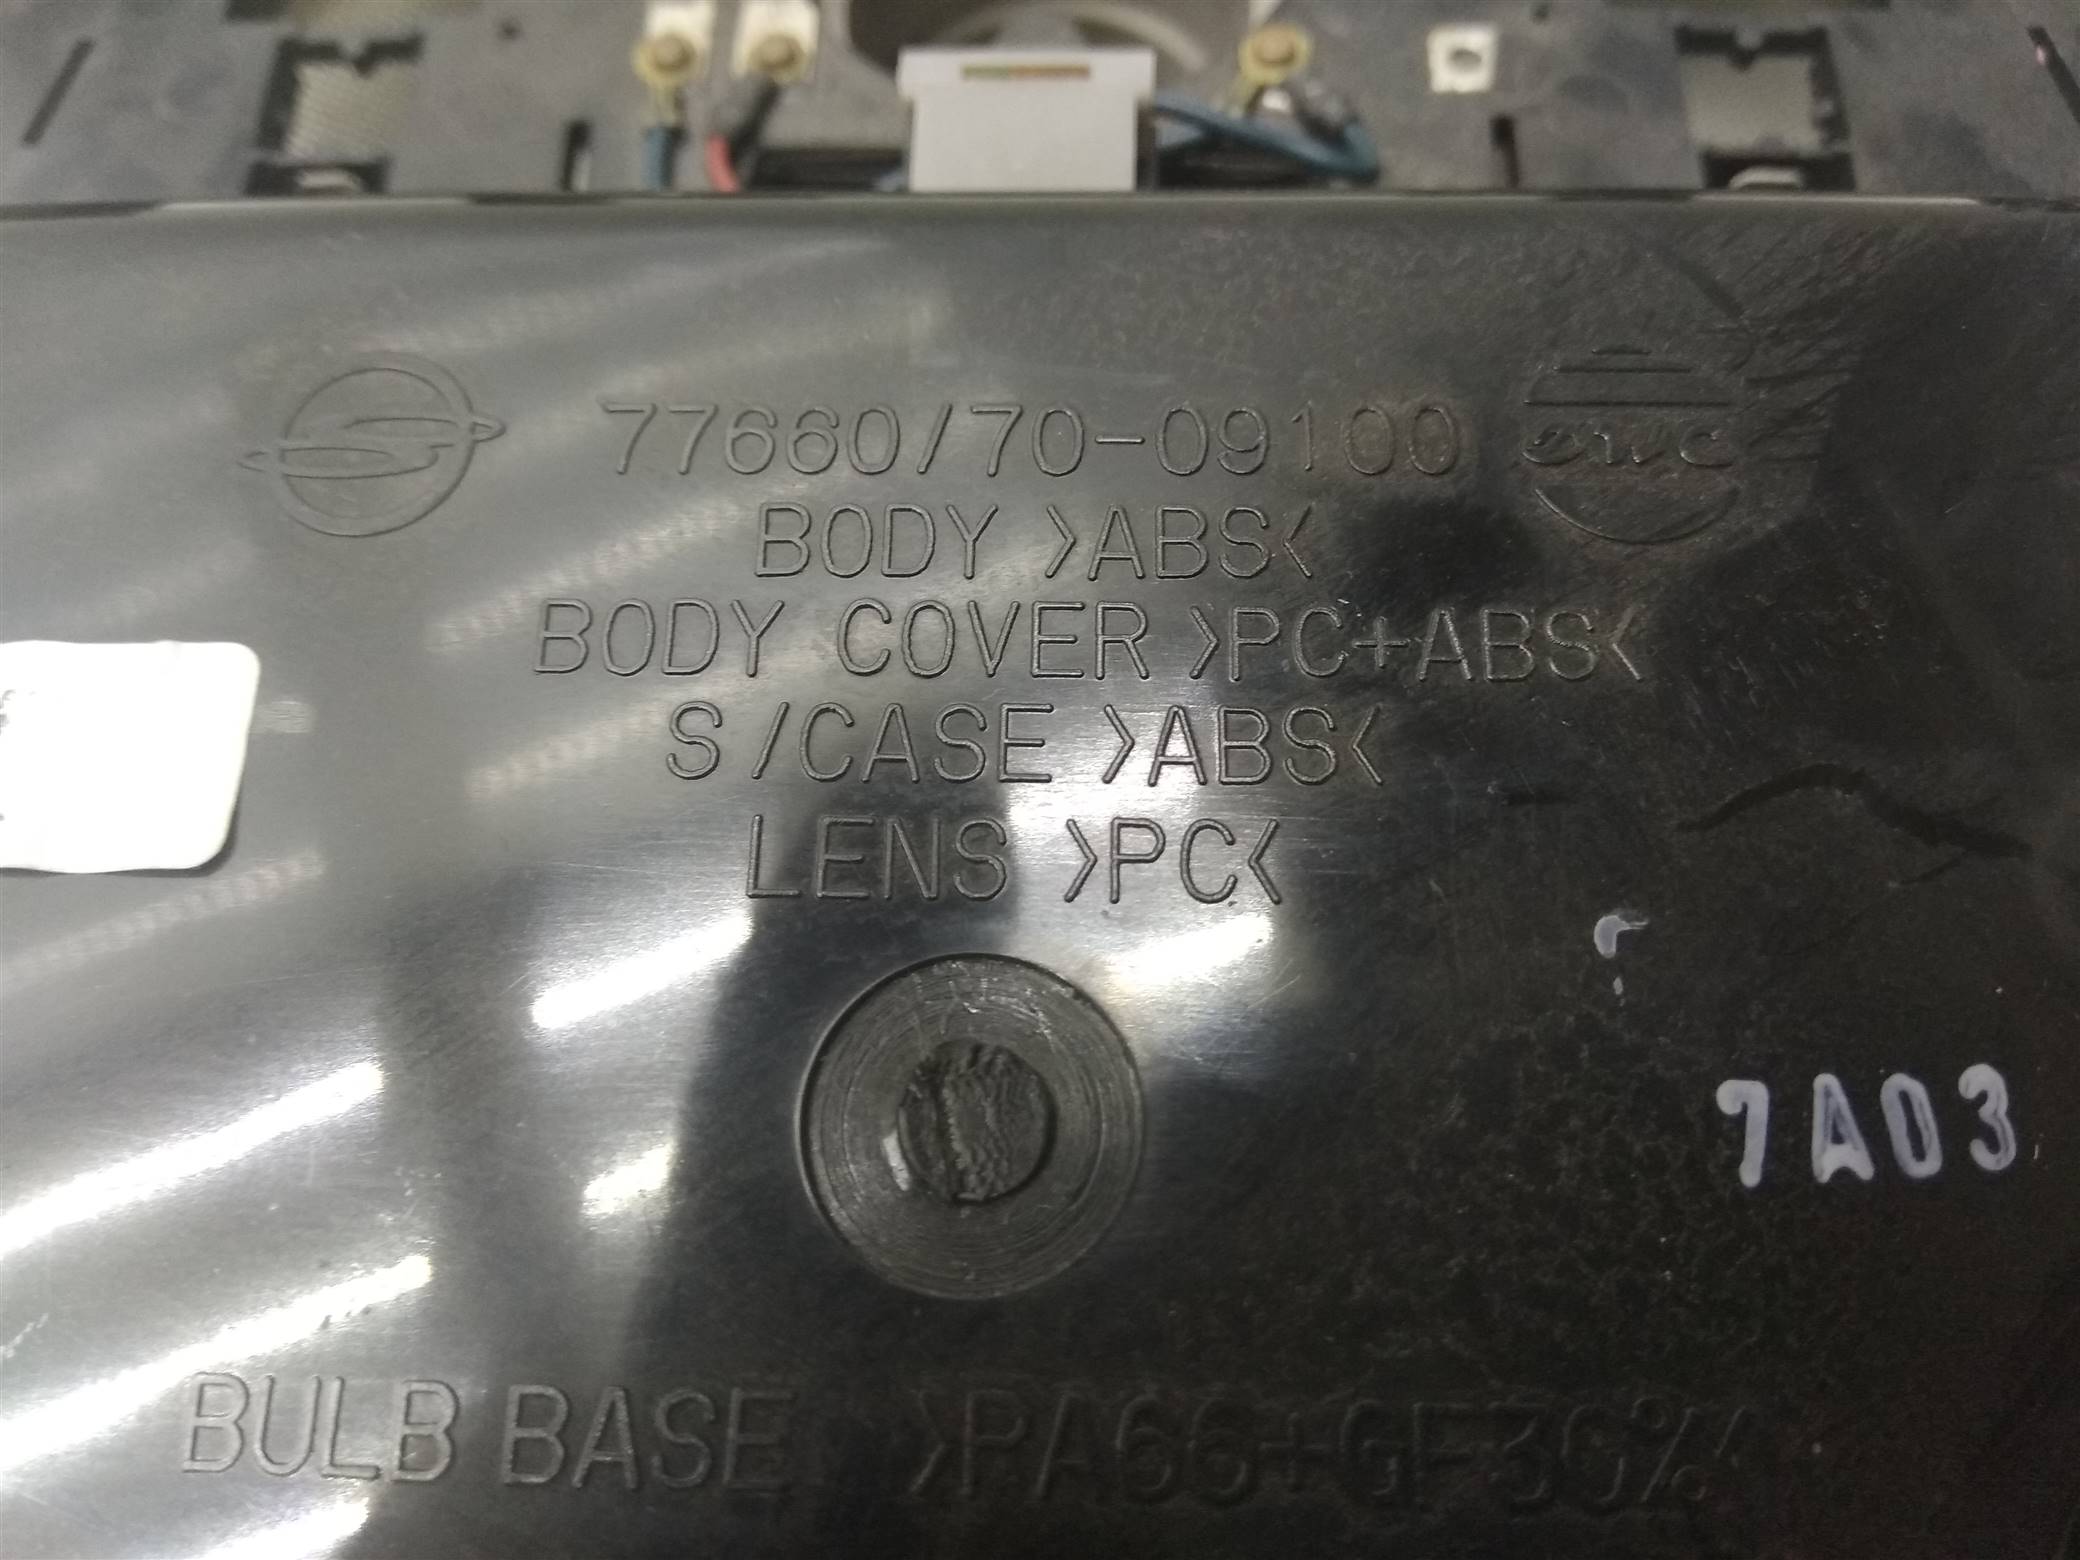 77660/70-09100
BODY >ABS<
BODY COVER >PC+ABS<
S/CASE >ABS<
LENS >PC<
7A03
BULB BASE >PA66+GF30%<